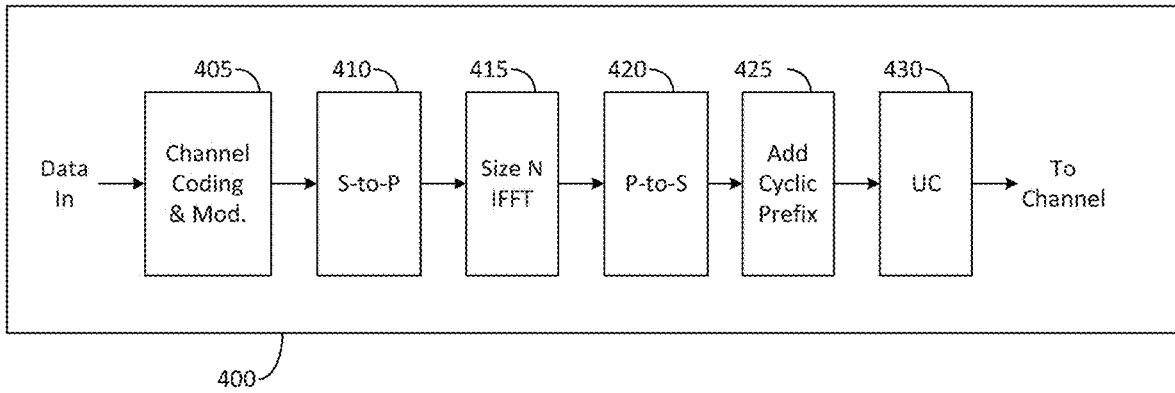 405
410
415
420
425
430
Data
In
Channel
Coding
& Mod.
S-to-P
Size N
IFFT
P-to-S
Add
Cyclic
Prefix
UC
To
Channel
400